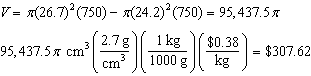 V = π(26.7)²(750) − π(24.2)²(750) = 95,437.5 π
95,437.5π cm³ (2.7 g / cm³) (1 kg / 1000 g) ($0.38 / kg) = $307.62